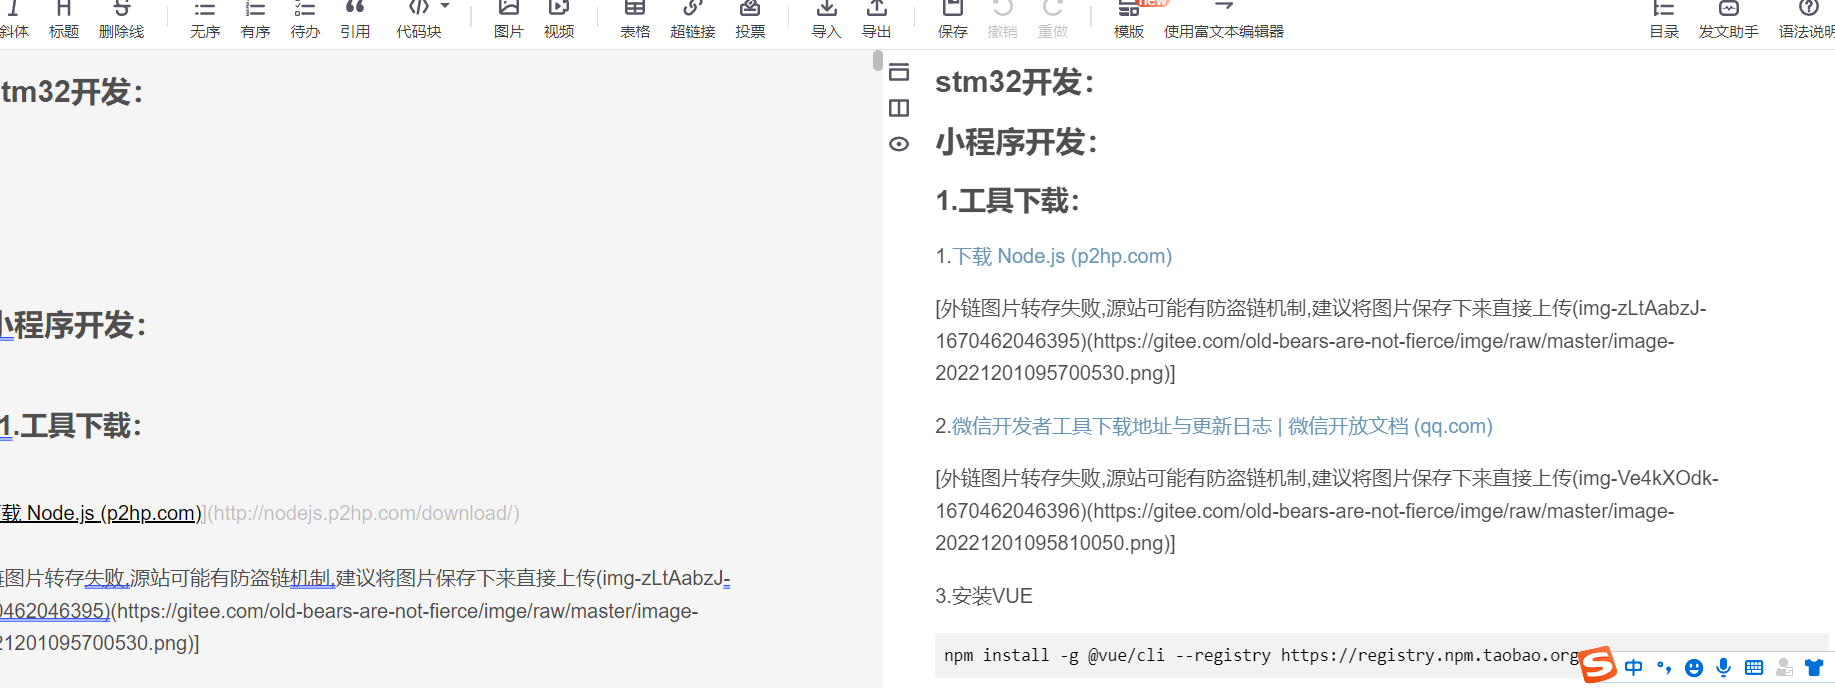 斜体 标题 删除线 无序 有序 待办 引用 代码块 图片 视频 表格 超链接 投票 导入 导出 保存 撤销 重做 模版 使用富文本编辑器 目录 发文助手 语法说明
new
tm32开发：
小程序开发：
1.工具下载：
载 Node.js (p2hp.com)](http://nodejs.p2hp.com/download/)
链图片转存失败,源站可能有防盗链机制,建议将图片保存下来直接上传(img-zLtAabzJ-
0462046395)(https://gitee.com/old-bears-are-not-fierce/imge/raw/master/image-
21201095700530.png)]
stm32开发：
小程序开发：
1.工具下载：
1.下载 Node.js (p2hp.com)
[外链图片转存失败,源站可能有防盗链机制,建议将图片保存下来直接上传(img-zLtAabzJ-
1670462046395)(https://gitee.com/old-bears-are-not-fierce/imge/raw/master/image-
20221201095700530.png)]
2.微信开发者工具下载地址与更新日志 | 微信开放文档 (qq.com)
[外链图片转存失败,源站可能有防盗链机制,建议将图片保存下来直接上传(img-Ve4kXOdk-
1670462046396)(https://gitee.com/old-bears-are-not-fierce/imge/raw/master/image-
20221201095810050.png)]
3.安装VUE
npm install -g @vue/cli --registry https://registry.npm.taobao.org
中